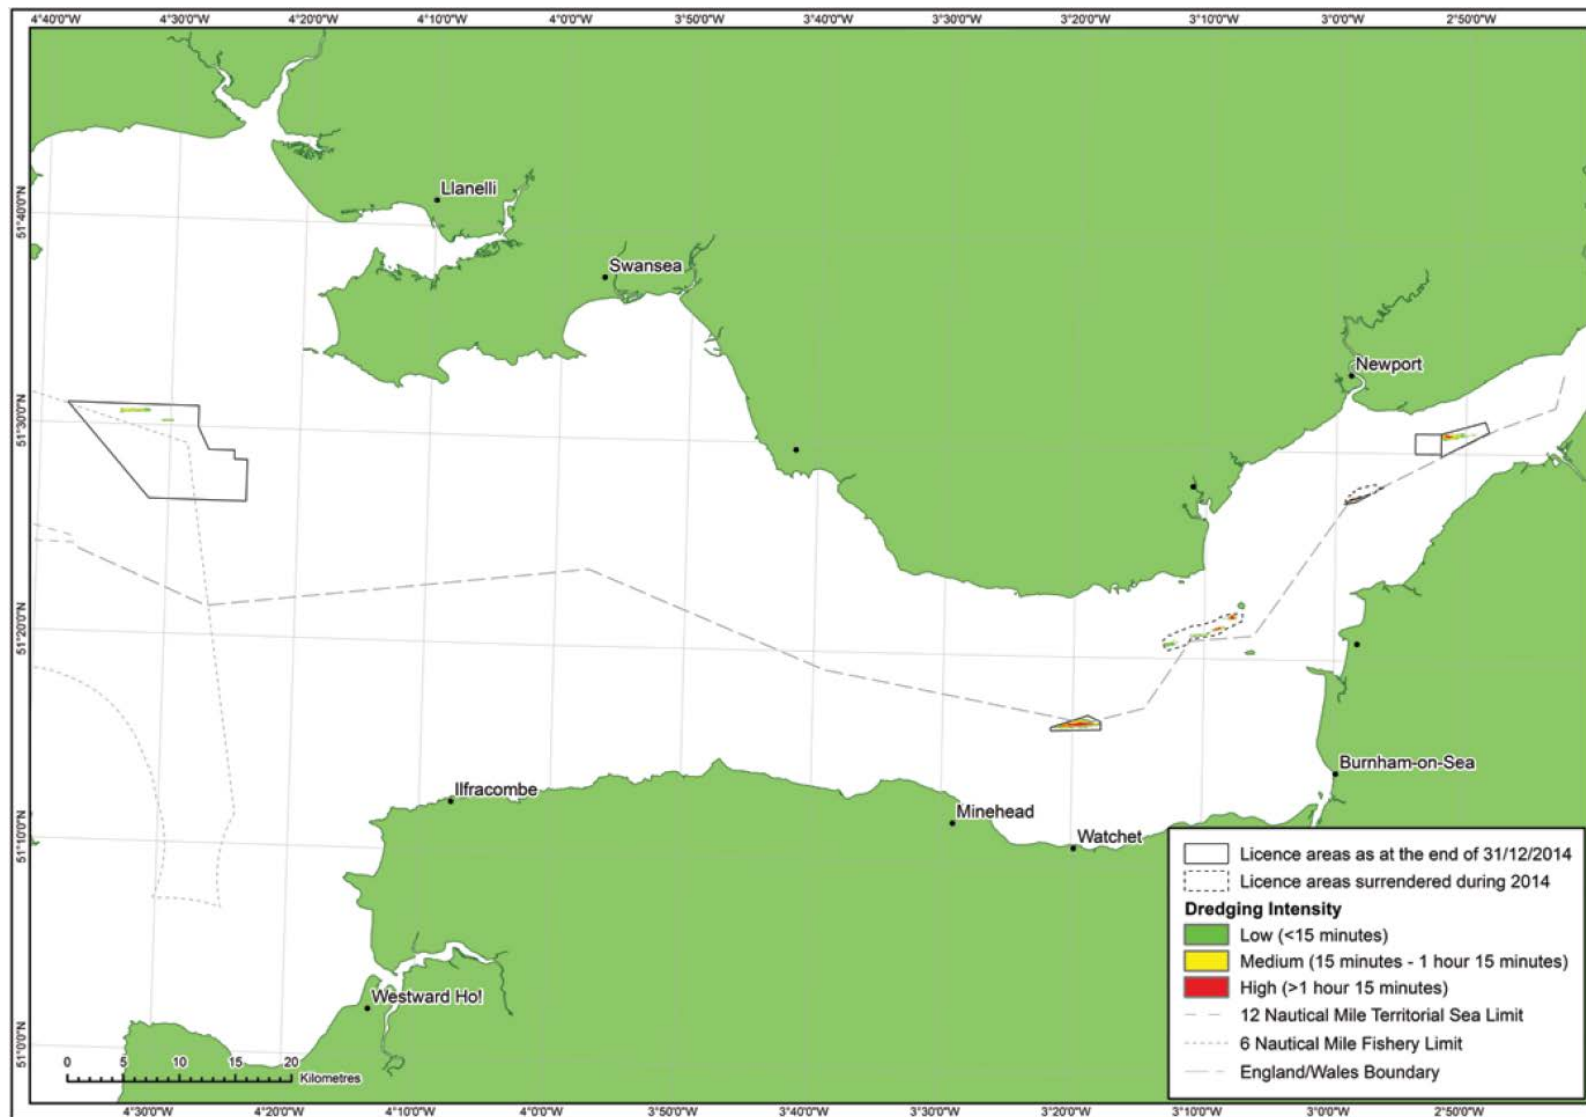 4°40'0"W 4°30'0"W 4°20'0"W 4°10'0"W 4°0'0"W 3°50'0"W 3°40'0"W 3°30'0"W 3°20'0"W 3°10'0"W 3°0'0"W 2°50'0"W
51°40'0"N
51°30'0"N
51°20'0"N
51°10'0"N
51°0'0"N
Llanelli
Swansea
Newport
Burnham-on-Sea
Ilfracombe
Minehead
Watchet
Westward Ho!
0 5 10 15 20
Kilometres
Licence areas as at the end of 31/12/2014
Licence areas surrendered during 2014
Dredging Intensity
Low (<15 minutes)
Medium (15 minutes - 1 hour 15 minutes)
High (>1 hour 15 minutes)
12 Nautical Mile Territorial Sea Limit
6 Nautical Mile Fishery Limit
England/Wales Boundary
4°30'0"W 4°20'0"W 4°10'0"W 4°0'0"W 3°50'0"W 3°40'0"W 3°30'0"W 3°20'0"W 3°10'0"W 3°0'0"W